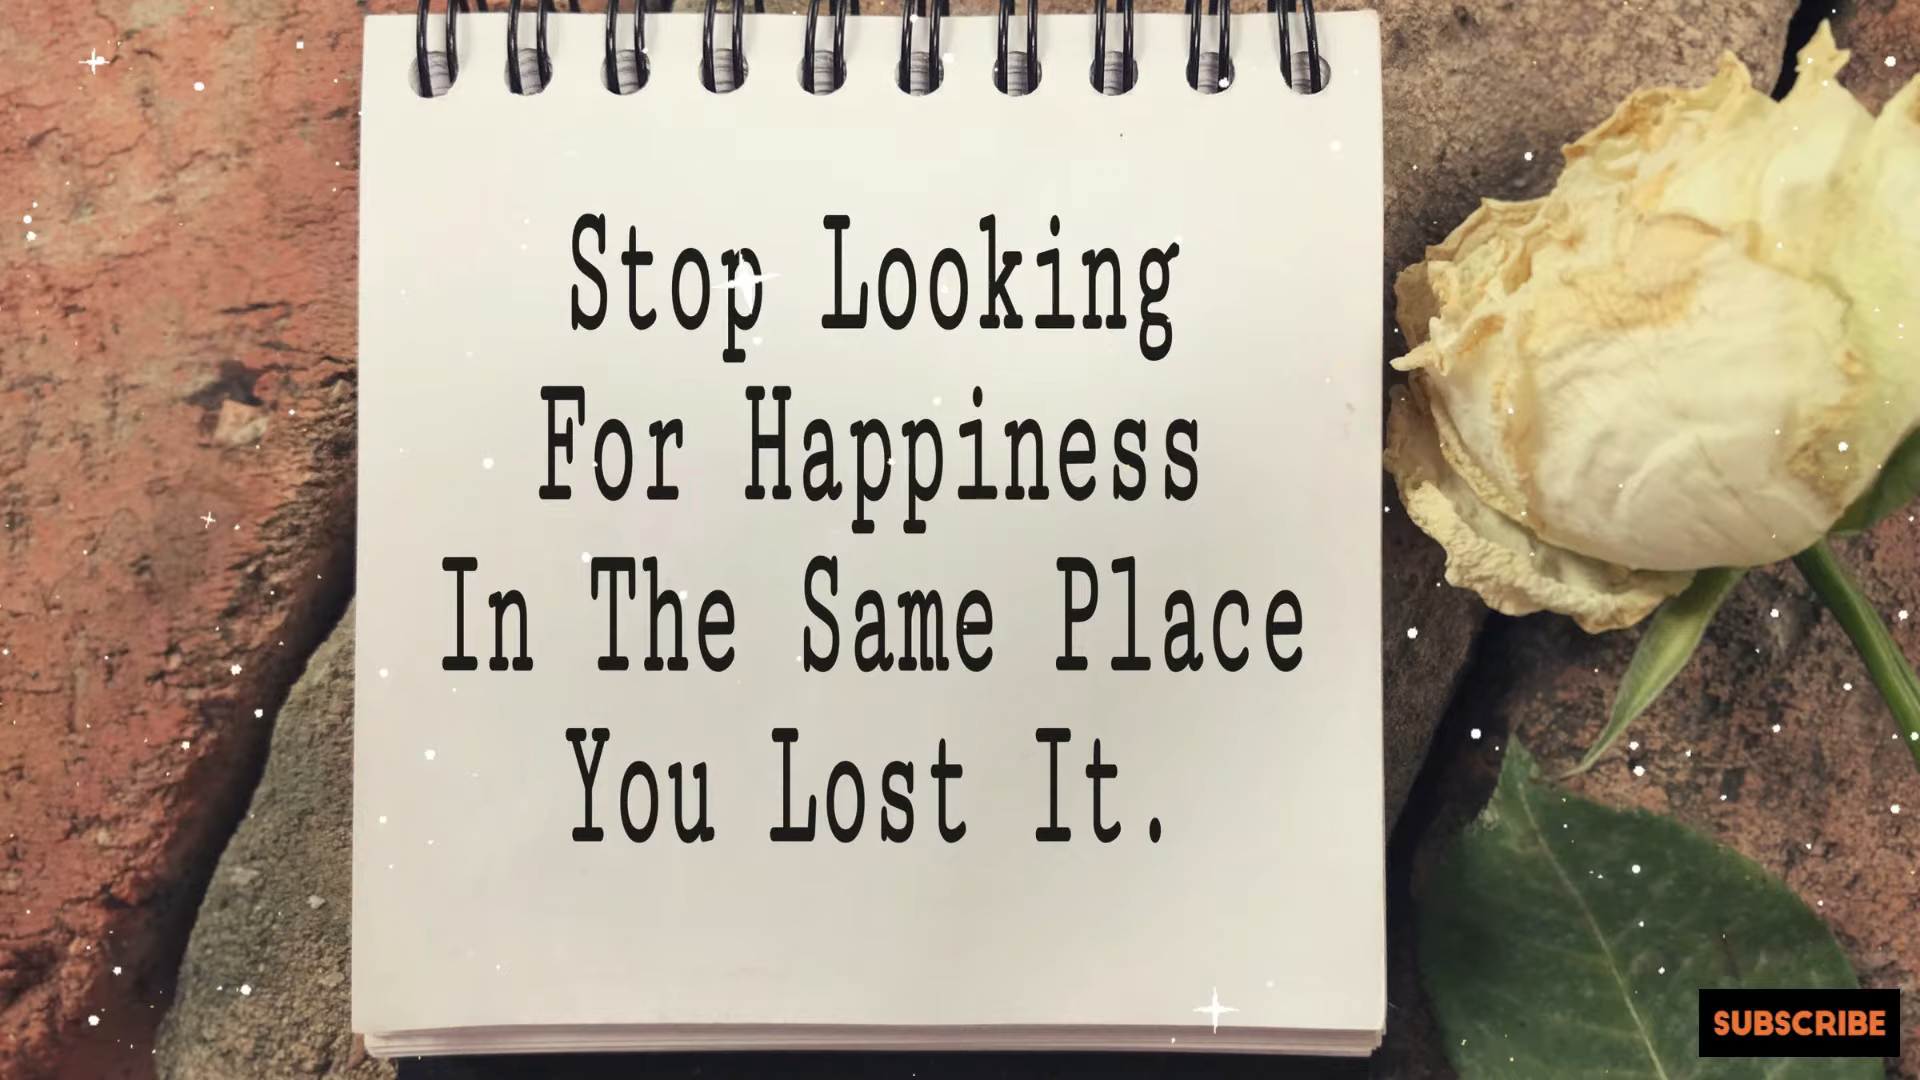 Stop Looking
For Happiness
In The Same Place
You Lost It.
SUBSCRIBE